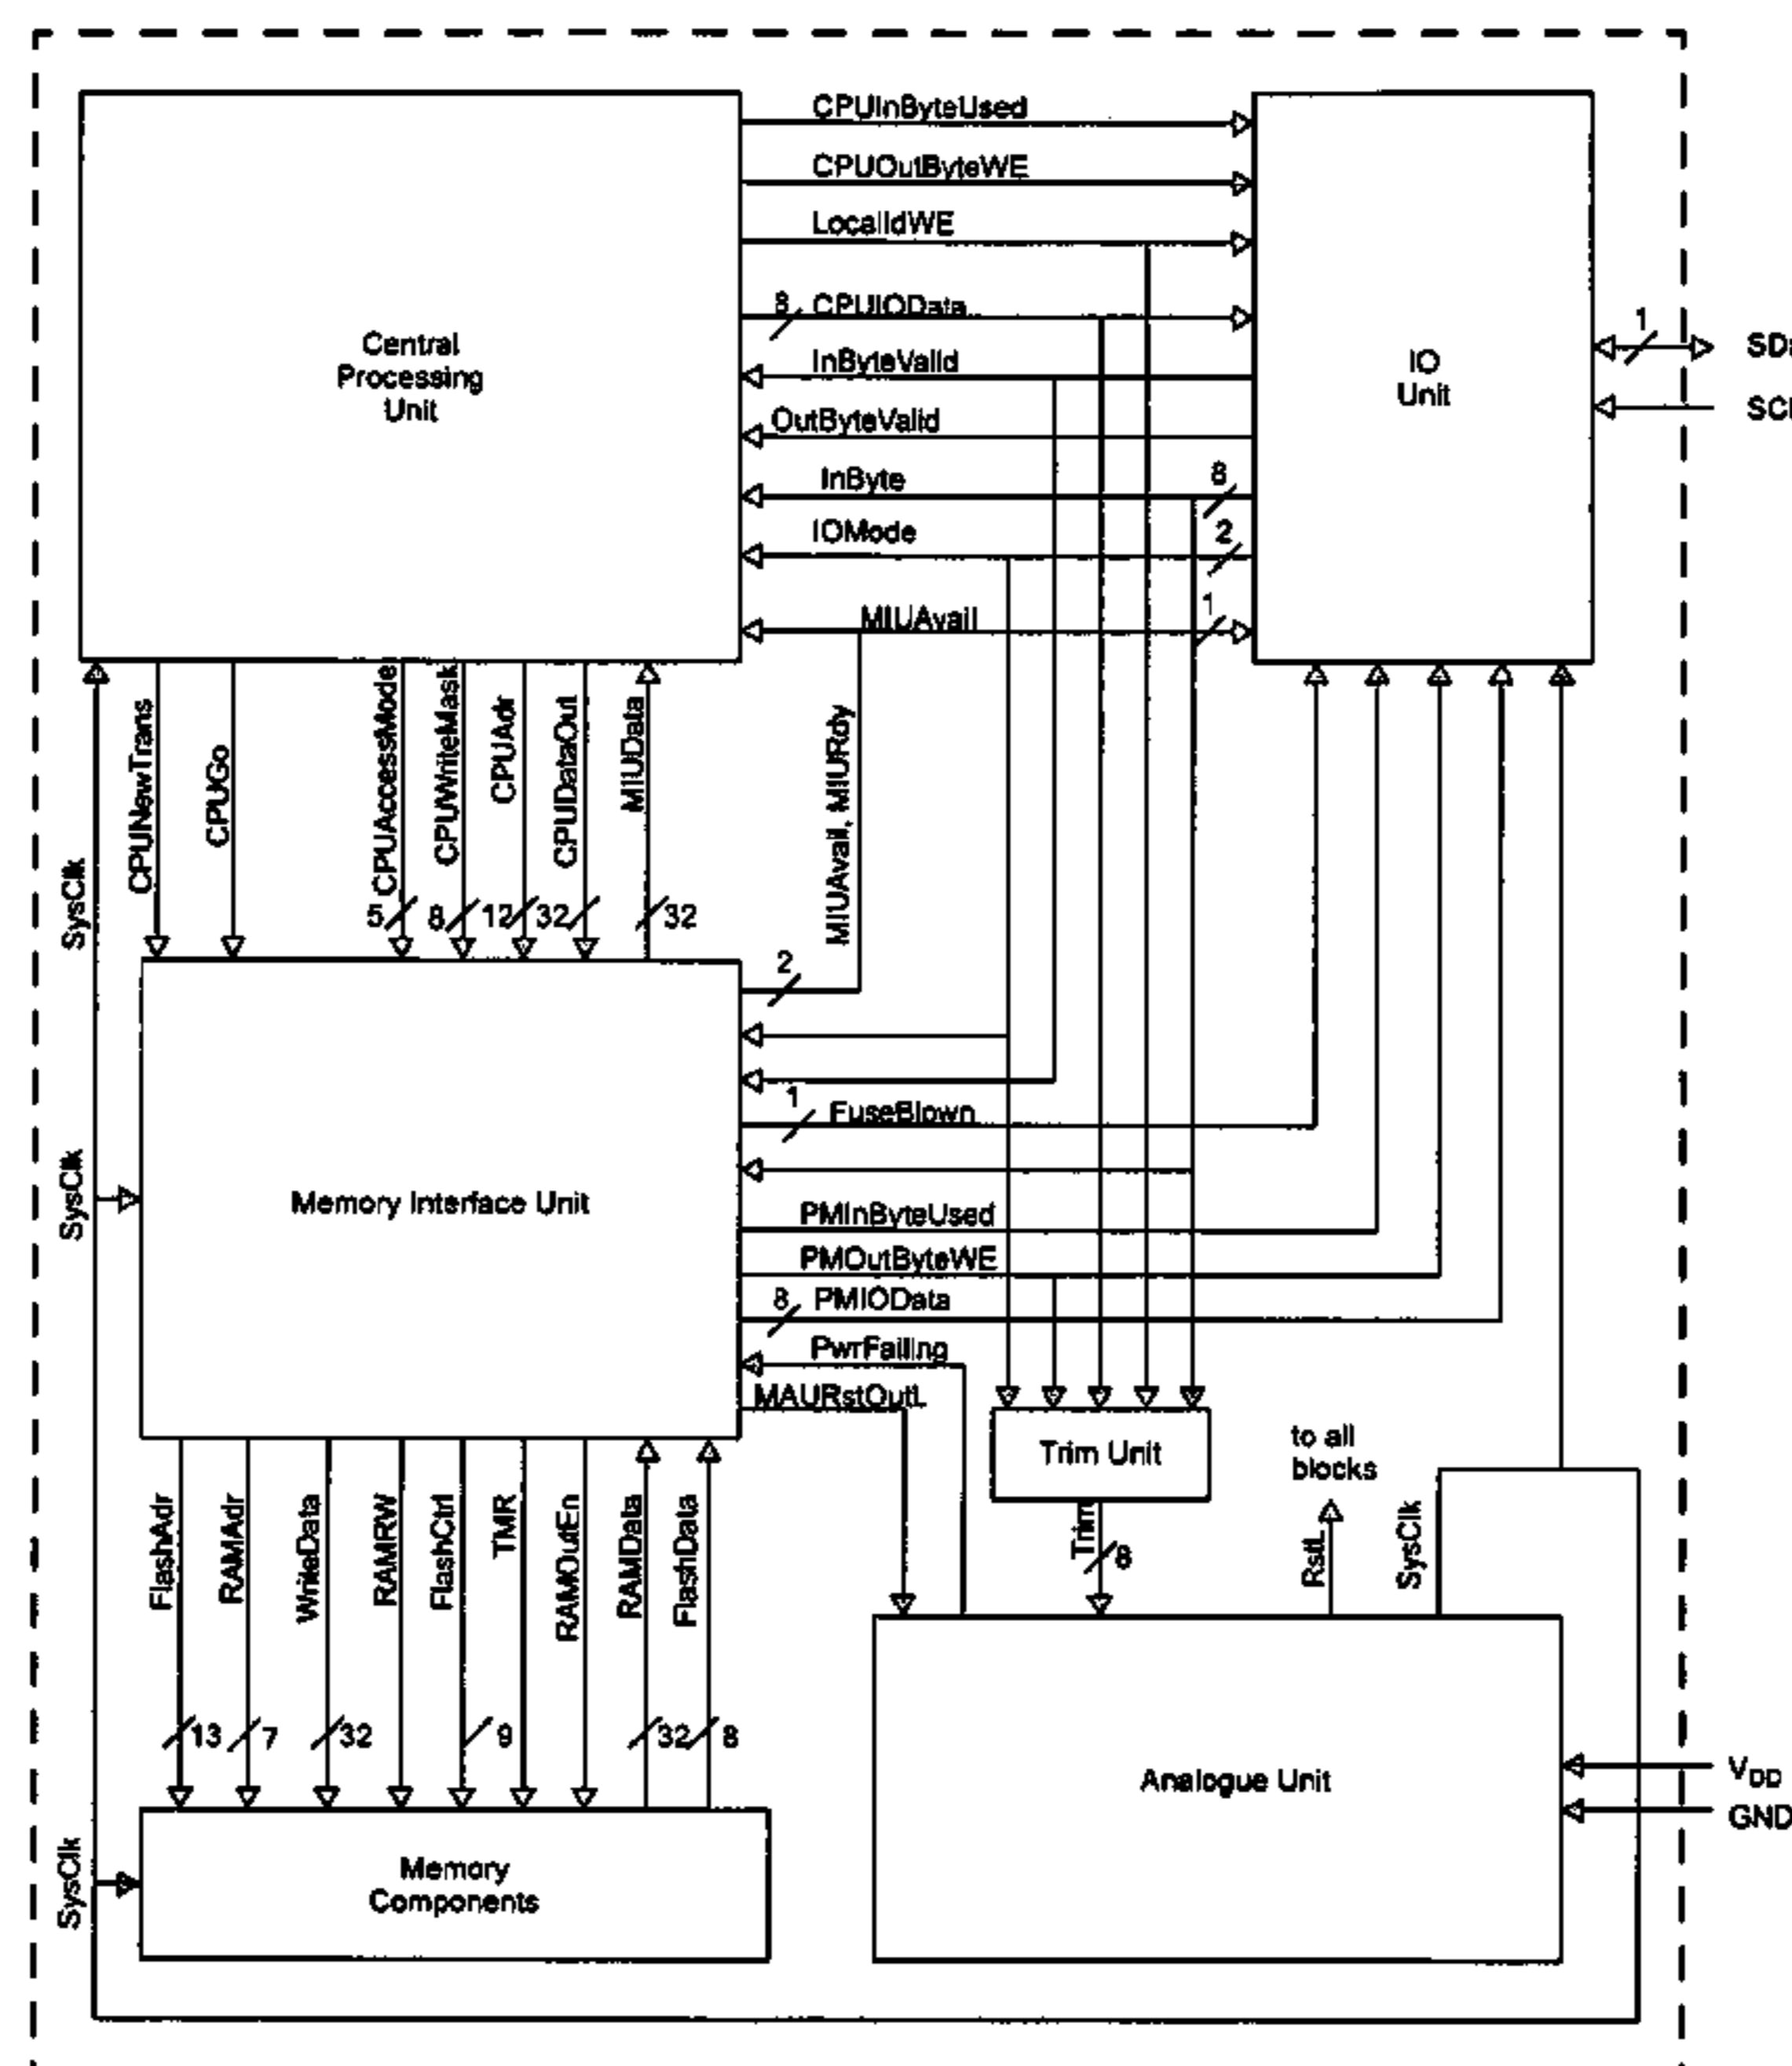 CPUInByteUsed
CPUOutByteWE
LocalIdWE
8 CPUIOData
InByteValid
OutByteValid
InByte 8
IOMode 2
MIUAvail 1
Central
Processing
Unit
IO
Unit
1
CPUNewTrans
CPUGo
CPUAccessMode
CPUWriteMask
CPUAdr
CPUDataOut
MIUData
MIUAvail, MIURdy
SysClk
5 8 12 32 32
2
1 FuseBlown
SysClk
Memory Interface Unit
PMInByteUsed
PMOutByteWE
8 PMIOData
PwrFailing
MAURstOutL
Trim Unit
to all
blocks
FlashAdr
RAMAdr
WriteData
RAMRW
FlashCtrl
TMR
RAMOutEn
RAMData
FlashData
Trim
8
RstL
SysClk
13 7 32 9 32 8
Analogue Unit
VDD
GND
SysClk
Memory
Components